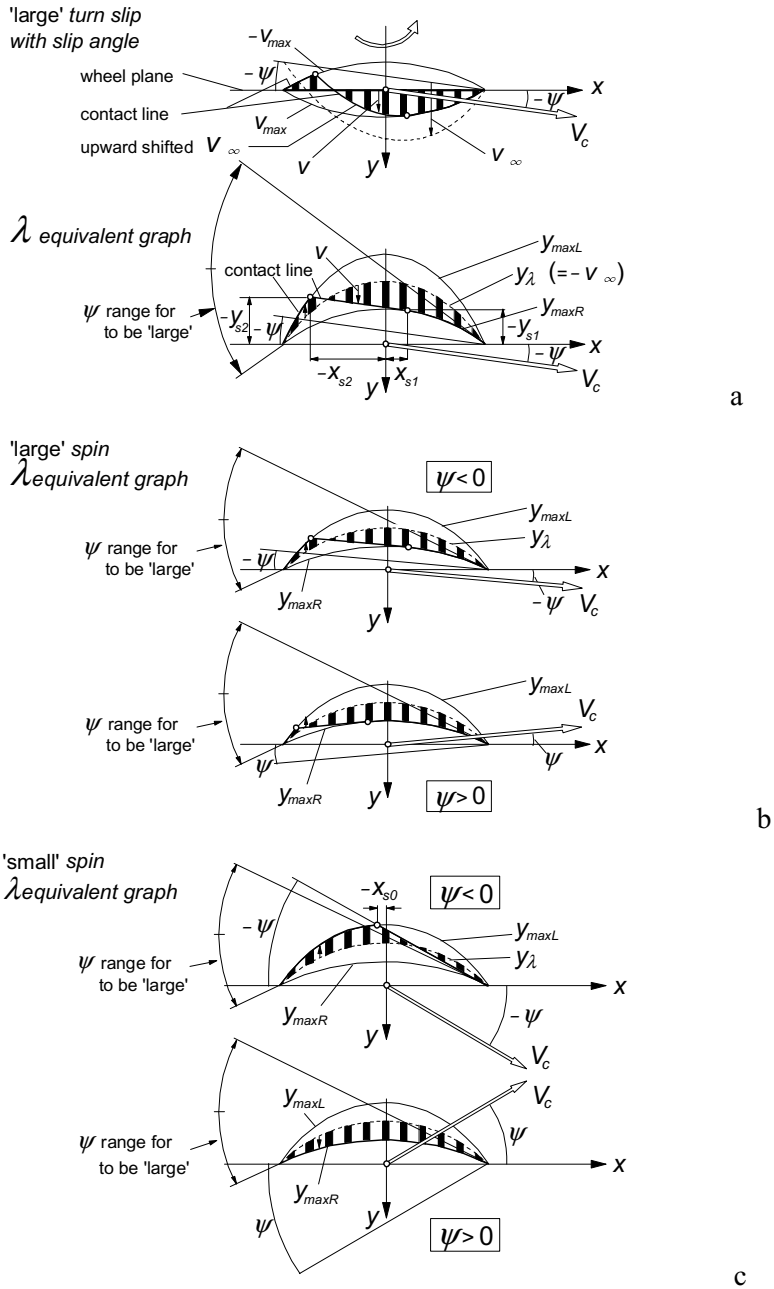 'large' turn slip
with slip angle
−v_max
wheel plane
−ψ
x
−ψ
contact line
V_c
v_max
upward shifted v_∞
v
y
v_∞
λ equivalent graph
y_maxL
v
y_λ (=− v_∞)
contact line
y_maxR
ψ range for
to be 'large'
−y_s2
−ψ
−y_s1
x
−ψ
−x_s2
x_s1
y
V_c
a
'large' spin
λ equivalent graph
ψ<0
y_maxL
y_λ
ψ range for
to be 'large'
−ψ
x
y_maxR
−ψ
V_c
y
y_maxL
V_c
ψ range for
to be 'large'
x
ψ
ψ
y_maxR
y
ψ>0
b
'small' spin
λ equivalent graph
−x_s0
ψ<0
−ψ
y_maxL
y_λ
ψ range for
to be 'large'
x
y_maxR
−ψ
y
V_c
V_c
y_maxL
ψ
ψ range for
to be 'large'
x
y_maxR
ψ
y
ψ>0
c